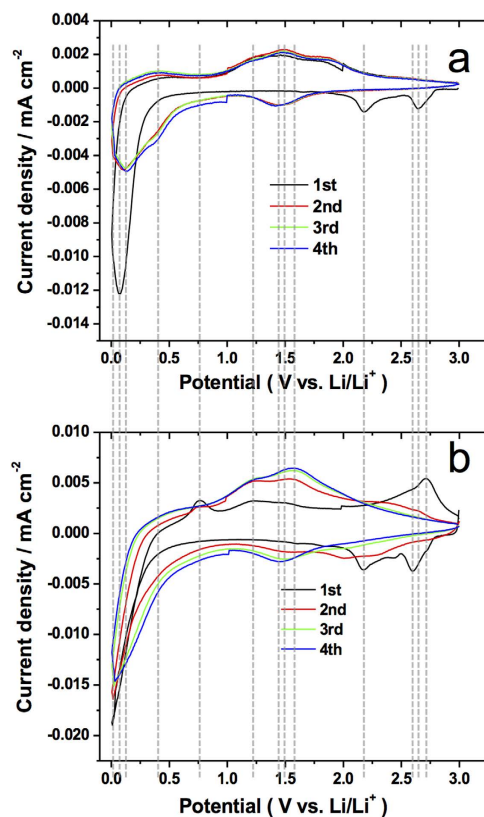 a
0.004
0.002
0.000
-0.002
-0.004
-0.006
-0.008
-0.010
-0.012
Current density / mA cm⁻²
1st
2nd
3rd
4th
0.0 0.5 1.0 1.5 2.0 2.5 3.0
Potential ( V vs. Li/Li⁺ )
b
0.010
0.005
0.000
-0.005
-0.010
-0.015
-0.020
Current density / mA cm⁻²
1st
2nd
3rd
4th
0.0 0.5 1.0 1.5 2.0 2.5 3.0
Potential ( V vs. Li/Li⁺ )